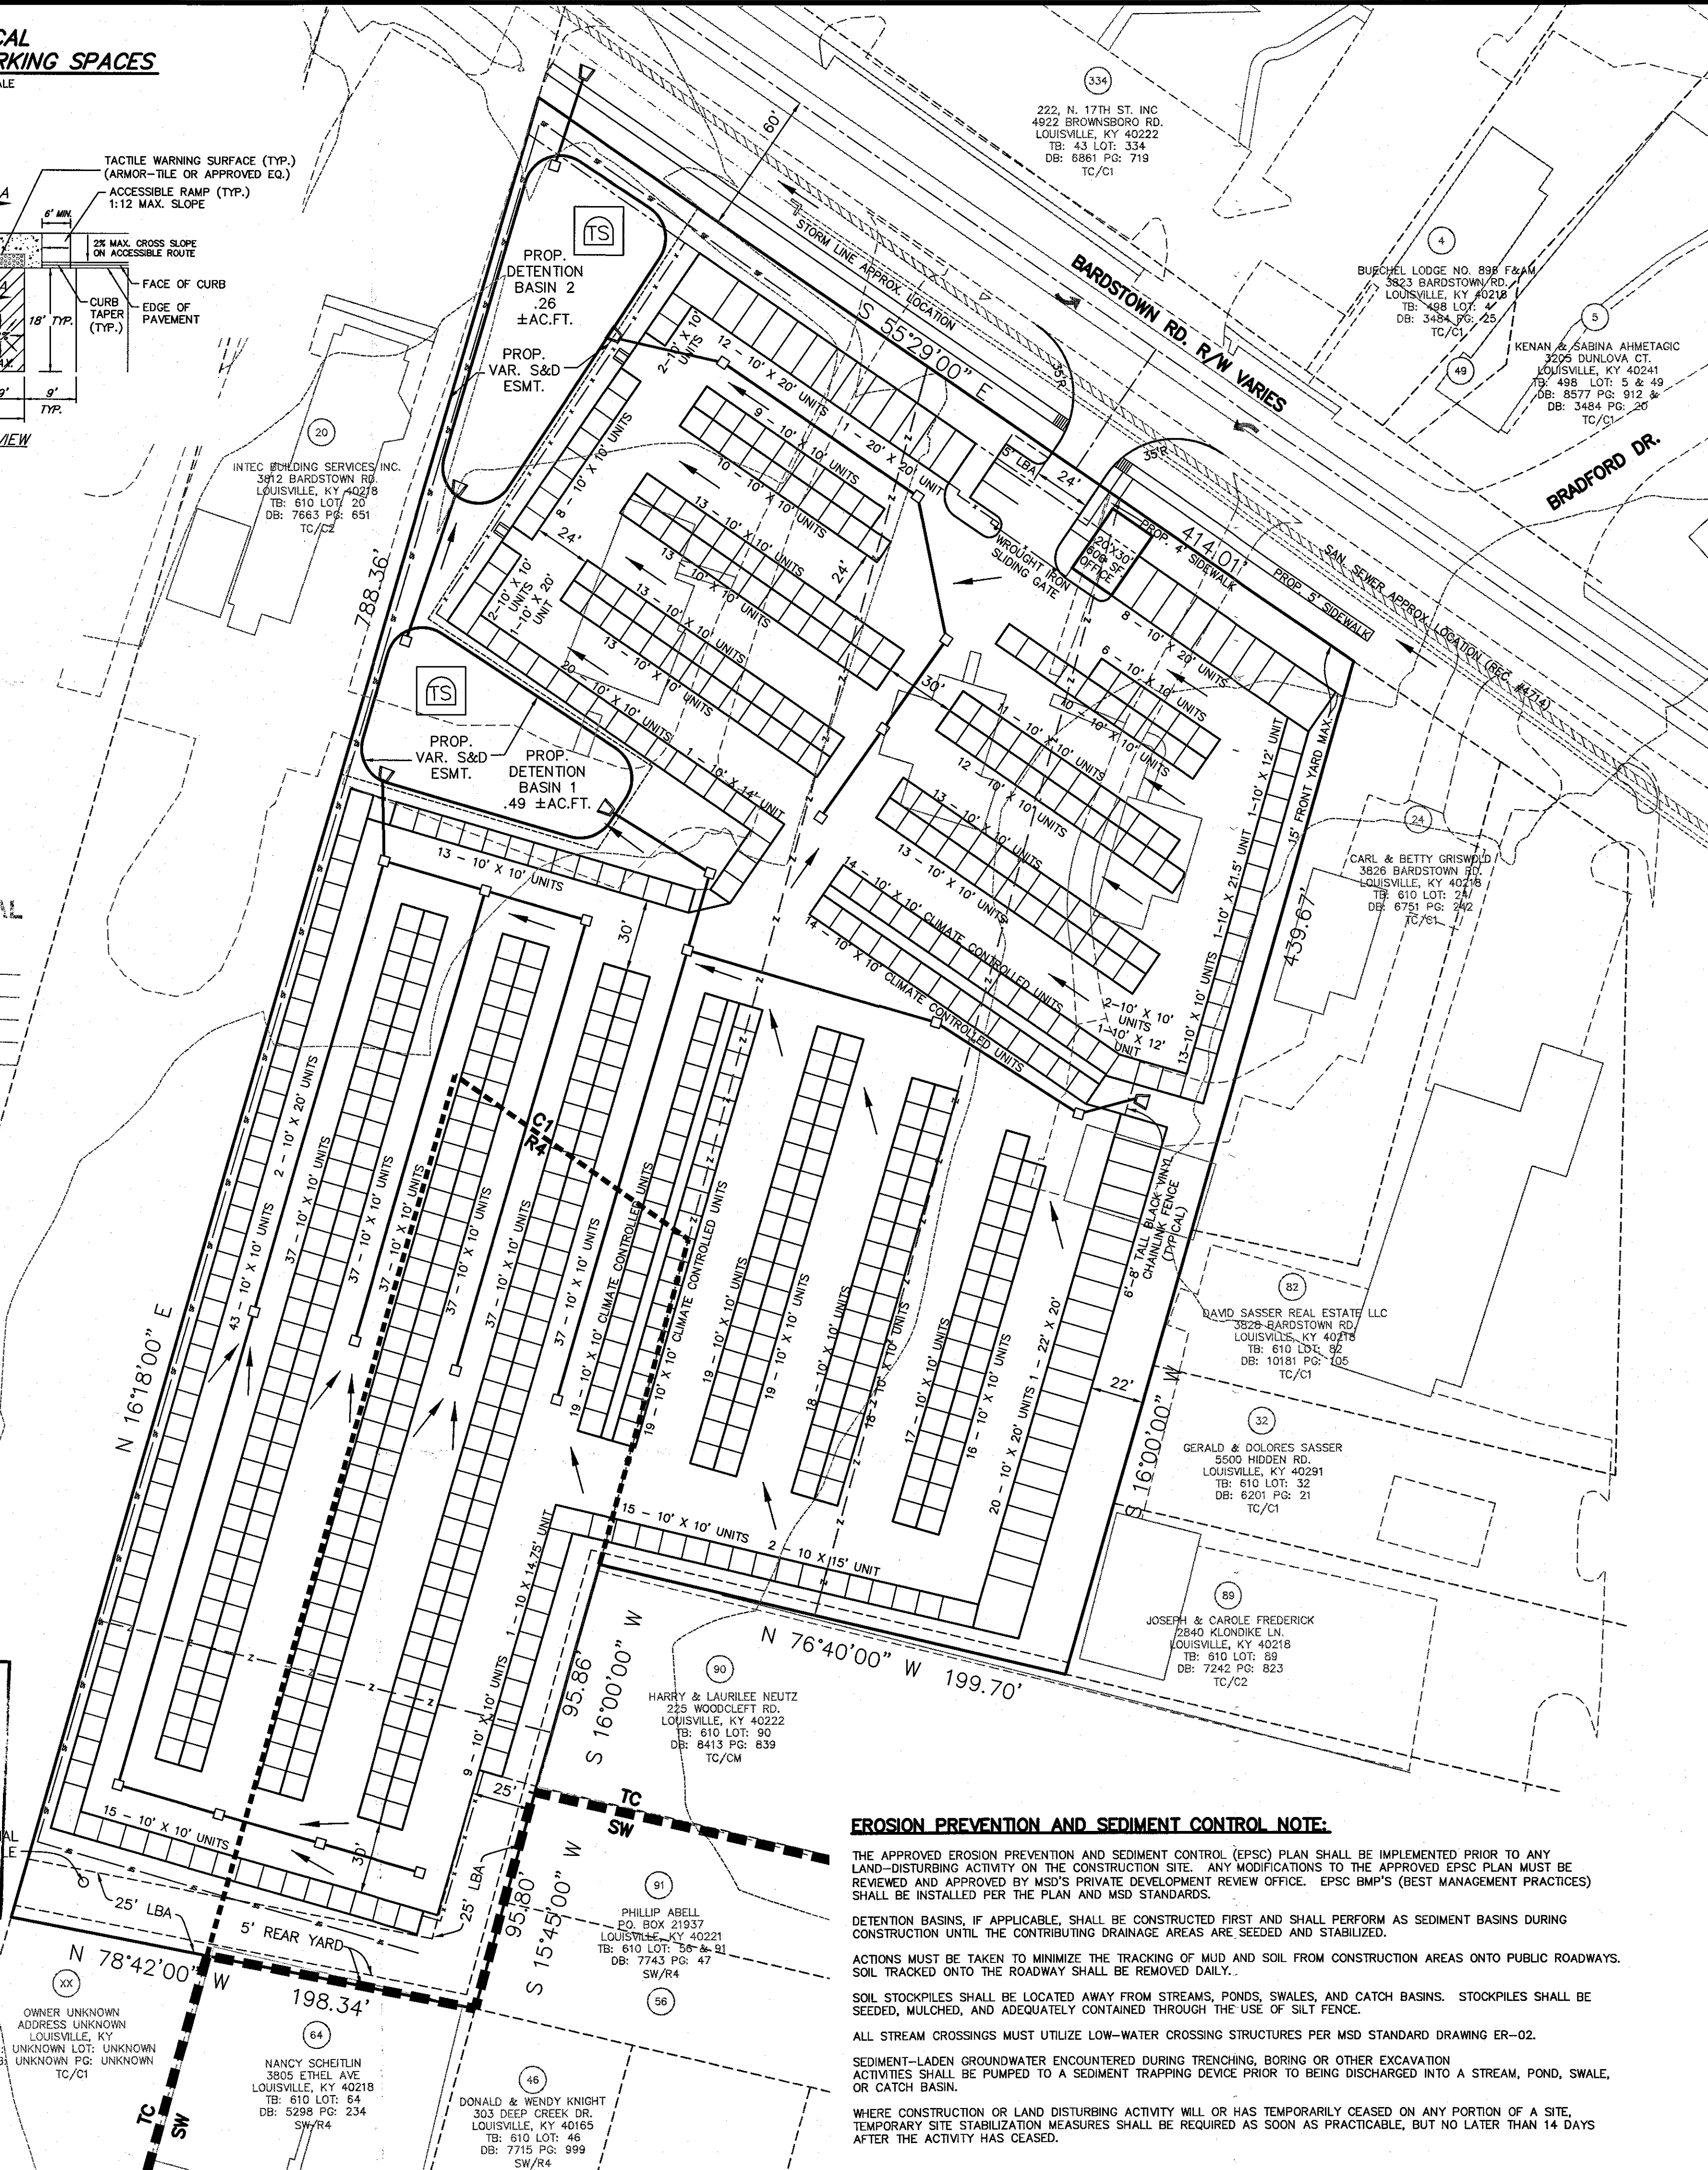 RKING SPACES
TACTILE WARNING SURFACE (TYP.)
(ARMOR-TILE OR APPROVED EQ.)
ACCESSIBLE RAMP (TYP.)
1:12 MAX. SLOPE
6' MIN.
2% MAX. CROSS SLOPE
ON ACCESSIBLE ROUTE
FACE OF CURB
CURB
TAPER
(TYP.)
EDGE OF
PAVEMENT
18' TYP.
9'
TYP.
334
222, N. 17TH ST. INC
4922 BROWNSBORO RD.
LOUISVILLE, KY 40222
TB: 43 LOT: 334
DB: 6861 PG: 719
TC/C1
4
BUECHEL LODGE NO. 896 F&AM
3823 BARDSTOWN RD.
LOUISVILLE, KY 40218
TB: 498 LOT: 4
DB: 3484 PG: 25
TC/C1
5
KENAN & SABINA AHMETAGIC
3205 DUNLOVA CT.
LOUISVILLE, KY 40241
TB: 498 LOT: 5 & 49
DB: 8577 PG: 912 &
DB: 3484 PG: 20
TC/C1
49
BRADFORD DR.
BARDSTOWN RD. R/W VARIES
60'
STORM LINE APPROX. LOCATION
S 55°29'00" E
414.01'
35'R
35'R
5' LBA
24'
PROP. 4' SIDEWALK
PROP. 5' SIDEWALK
SAN. SEWER APPROX. LOCATION (REC. #4714)
20X30'
600 SF
OFFICE
WROUGHT IRON
SLIDING GATE
TS
PROP.
DETENTION
BASIN 2
.26
±AC.FT.
PROP.
VAR. S&D
ESMT.
2-10' X 10'
UNITS
12 - 10' X 20' UNITS
1 - 20' X 20' UNIT
9 - 10' X 10' UNITS
10 - 10' X 10' UNITS
8 - 10' X 10' UNITS
13 - 10' X 10' UNITS
13 - 10' X 10' UNITS
24'
24'
2-10' X 10'
UNITS
1-10' X 20'
UNIT
13 - 10' X 10' UNITS
13 - 10' X 10' UNITS
20 - 10' X 10' UNITS
1 - 10' X 14' UNIT
30'
8 - 10' X 20' UNITS
6 - 10' X 10' UNITS
10 - 10' X 10' UNITS
11 - 10' X 10' UNITS
12 - 10' X 10' UNITS
13 - 10' X 10' UNITS
13 - 10' X 10' UNITS
14 - 10' X 10' CLIMATE CONTROLLED UNITS
14 - 10' X 10' CLIMATE CONTROLLED UNITS
2-10' X 10'
UNITS
1-10' X 12'
UNIT
13-10' X 10' UNITS
1-10' X 21.5' UNIT
1-10' X 12' UNIT
15' FRONT YARD MAX.
439.67'
20
INTEC BUILDING SERVICES INC.
3812 BARDSTOWN RD.
LOUISVILLE, KY 40218
TB: 610 LOT: 20
DB: 7663 PG: 651
TC/C2
788.36'
TS
PROP.
VAR. S&D
ESMT.
PROP.
DETENTION
BASIN 1
.49 ±AC.FT.
13 - 10' X 10' UNITS
30'
24
CARL & BETTY GRISWOLD
3826 BARDSTOWN RD.
LOUISVILLE, KY 40218
TB: 610 LOT: 24
DB: 6751 PG: 242
TC/C1
C1
R4
43 - 10' X 10' UNITS
2 - 10' X 20' UNITS
37 - 10' X 10' UNITS
37 - 10' X 10' UNITS
37 - 10' X 10' UNITS
37 - 10' X 10' UNITS
37 - 10' X 10' UNITS
37 - 10' X 10' UNITS
19 - 10' X 10' CLIMATE CONTROLLED UNITS
19 - 10' X 10' CLIMATE CONTROLLED UNITS
19 - 10' X 10' UNITS
19 - 10' X 10' UNITS
18 - 10' X 10' UNITS
18 - 10' X 10' UNITS
17 - 10' X 10' UNITS
16 - 10' X 10' UNITS
20 - 10' X 20' UNITS
1 - 22' X 20'
6'-8' TALL BLACK VINYL
CHAINLINK FENCE
(TYPICAL)
22'
S 16°00'00" W
N 16°18'00" E
82
DAVID SASSER REAL ESTATE LLC
3828 BARDSTOWN RD.
LOUISVILLE, KY 40218
TB: 610 LOT: 82
DB: 10181 PG: 105
TC/C1
32
GERALD & DOLORES SASSER
5500 HIDDEN RD.
LOUISVILLE, KY 40291
TB: 610 LOT: 32
DB: 6201 PG: 21
TC/C1
89
JOSEPH & CAROLE FREDERICK
2840 KLONDIKE LN.
LOUISVILLE, KY 40218
TB: 610 LOT: 89
DB: 7242 PG: 823
TC/C2
15 - 10' X 10' UNITS
2 - 10 X 15' UNIT
9 - 10' X 10' UNITS
1 - 10 X 14.75' UNIT
N 76°40'00" W 199.70'
95.86'
S 16°00'00" W
90
HARRY & LAURILEE NEUTZ
225 WOODCLEFT RD.
LOUISVILLE, KY 40222
TB: 610 LOT: 90
DB: 8413 PG: 839
TC/CM
25'
TC
SW
15 - 10' X 10' UNITS
30'
25' LBA
5' REAR YARD
25' LBA
95.80'
S 15°45'00" W
N 78°42'00" W
198.34'
91
PHILLIP ABELL
PO. BOX 21937
LOUISVILLE, KY 40221
TB: 610 LOT: 56 & 91
DB: 7743 PG: 47
SW/R4
56
XX
OWNER UNKNOWN
ADDRESS UNKNOWN
LOUISVILLE, KY
UNKNOWN LOT: UNKNOWN
UNKNOWN PG: UNKNOWN
TC/C1
TC
SW
64
NANCY SCHEITLIN
3805 ETHEL AVE
LOUISVILLE, KY 40218
TB: 610 LOT: 64
DB: 5298 PG: 234
SW/R4
46
DONALD & WENDY KNIGHT
303 DEEP CREEK DR.
LOUISVILLE, KY 40165
TB: 610 LOT: 46
DB: 7715 PG: 999
SW/R4
EROSION PREVENTION AND SEDIMENT CONTROL NOTE:
THE APPROVED EROSION PREVENTION AND SEDIMENT CONTROL (EPSC) PLAN SHALL BE IMPLEMENTED PRIOR TO ANY
LAND-DISTURBING ACTIVITY ON THE CONSTRUCTION SITE. ANY MODIFICATIONS TO THE APPROVED EPSC PLAN MUST BE
REVIEWED AND APPROVED BY MSD'S PRIVATE DEVELOPMENT REVIEW OFFICE. EPSC BMP'S (BEST MANAGEMENT PRACTICES)
SHALL BE INSTALLED PER THE PLAN AND MSD STANDARDS.
DETENTION BASINS, IF APPLICABLE, SHALL BE CONSTRUCTED FIRST AND SHALL PERFORM AS SEDIMENT BASINS DURING
CONSTRUCTION UNTIL THE CONTRIBUTING DRAINAGE AREAS ARE SEEDED AND STABILIZED.
ACTIONS MUST BE TAKEN TO MINIMIZE THE TRACKING OF MUD AND SOIL FROM CONSTRUCTION AREAS ONTO PUBLIC ROADWAYS.
SOIL TRACKED ONTO THE ROADWAY SHALL BE REMOVED DAILY.
SOIL STOCKPILES SHALL BE LOCATED AWAY FROM STREAMS, PONDS, SWALES, AND CATCH BASINS. STOCKPILES SHALL BE
SEEDED, MULCHED, AND ADEQUATELY CONTAINED THROUGH THE USE OF SILT FENCE.
ALL STREAM CROSSINGS MUST UTILIZE LOW-WATER CROSSING STRUCTURES PER MSD STANDARD DRAWING ER-02.
SEDIMENT-LADEN GROUNDWATER ENCOUNTERED DURING TRENCHING, BORING OR OTHER EXCAVATION
ACTIVITIES SHALL BE PUMPED TO A SEDIMENT TRAPPING DEVICE PRIOR TO BEING DISCHARGED INTO A STREAM, POND, SWALE,
OR CATCH BASIN.
WHERE CONSTRUCTION OR LAND DISTURBING ACTIVITY WILL OR HAS TEMPORARILY CEASED ON ANY PORTION OF A SITE,
TEMPORARY SITE STABILIZATION MEASURES SHALL BE REQUIRED AS SOON AS PRACTICABLE, BUT NO LATER THAN 14 DAYS
AFTER THE ACTIVITY HAS CEASED.